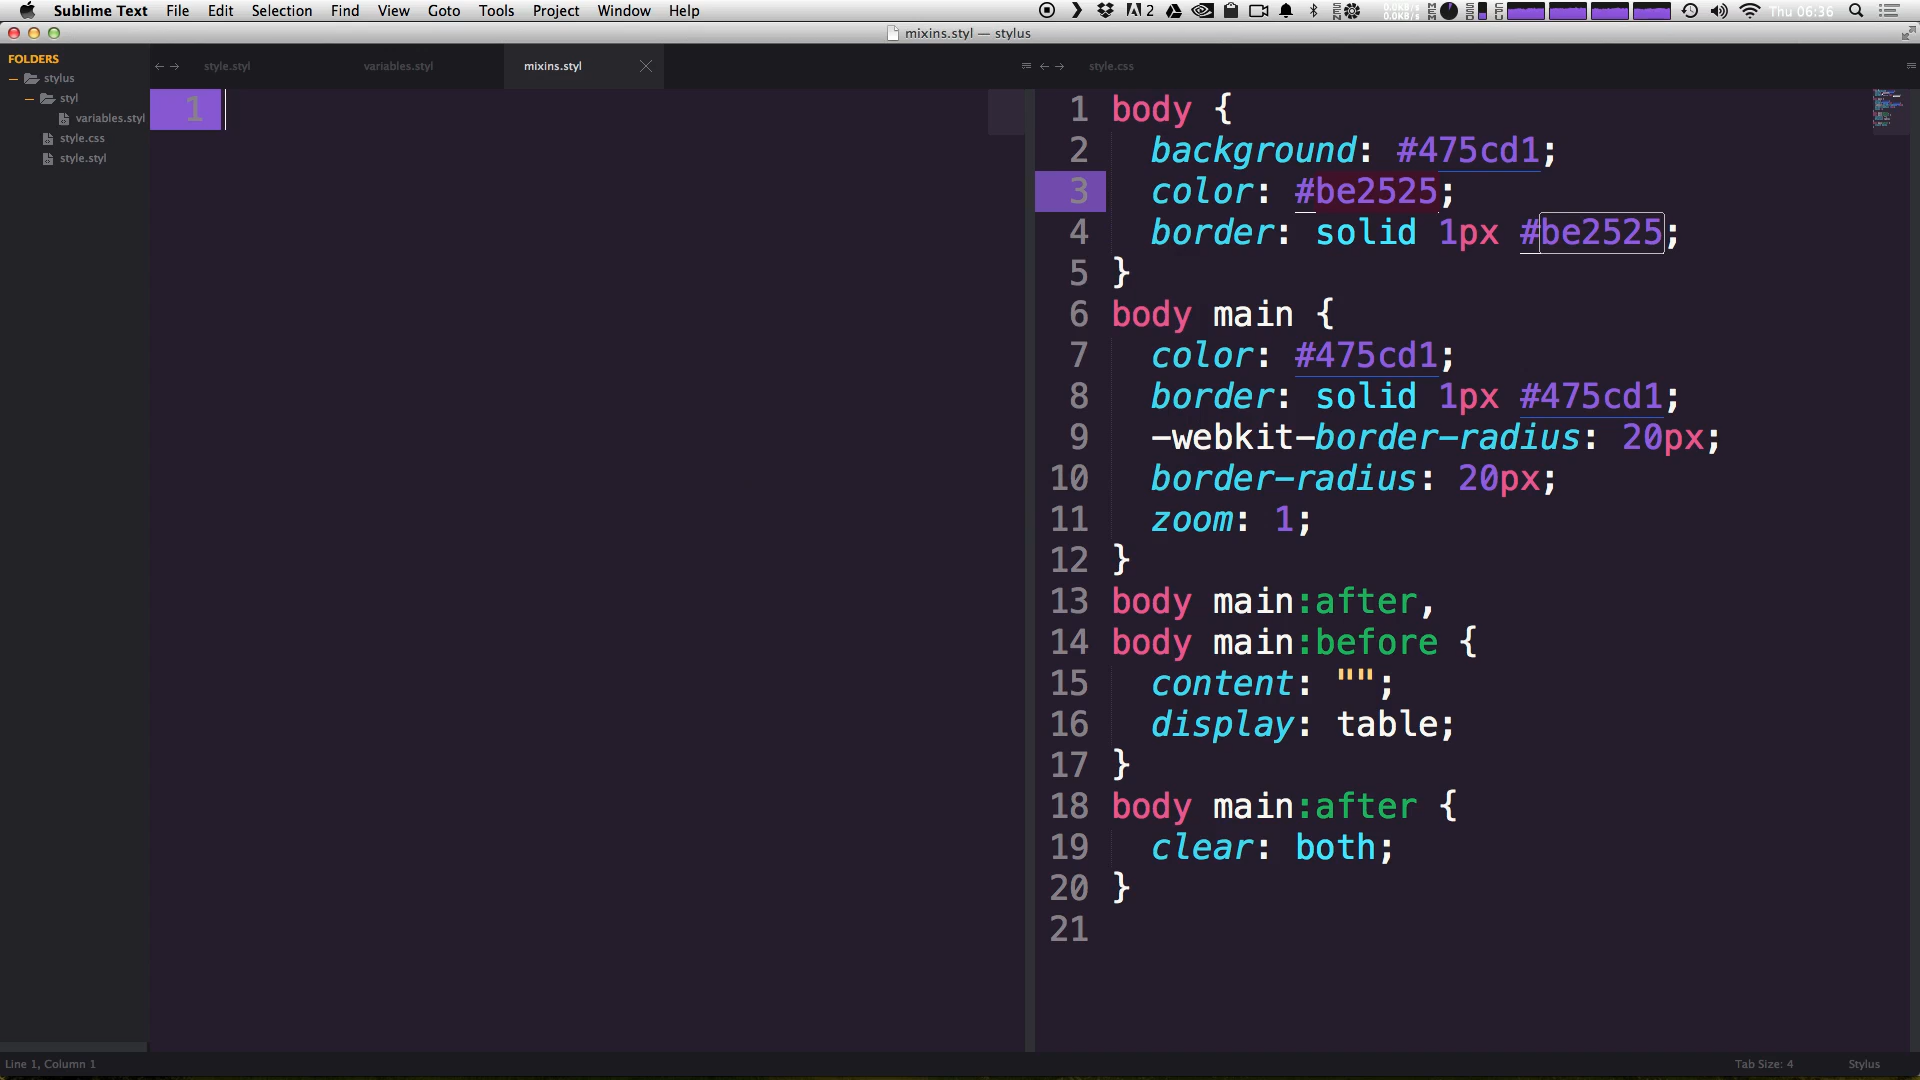 Sublime Text File Edit Selection Find View Goto Tools Project Window Help 2 Thu 06:36
mixins.styl — stylus
FOLDERS
stylus
styl
variables.styl
style.css
style.styl
style.styl variables.styl mixins.styl
1
style.css
1 body {
2 background: #475cd1;
3 color: #be2525;
4 border: solid 1px #be2525;
5 }
6 body main {
7 color: #475cd1;
8 border: solid 1px #475cd1;
9 -webkit-border-radius: 20px;
10 border-radius: 20px;
11 zoom: 1;
12 }
13 body main:after,
14 body main:before {
15 content: "";
16 display: table;
17 }
18 body main:after {
19 clear: both;
20 }
21
Line 1, Column 1 Tab Size: 4 Stylus